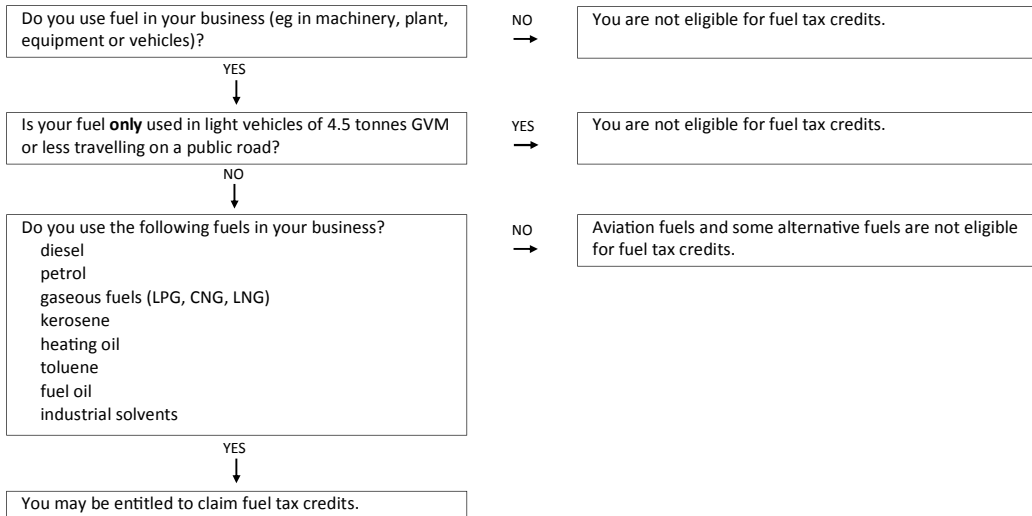 Do you use fuel in your business (eg in machinery, plant,
equipment or vehicles)?
NO
You are not eligible for fuel tax credits.
YES
Is your fuel only used in light vehicles of 4.5 tonnes GVM
or less travelling on a public road?
YES
You are not eligible for fuel tax credits.
NO
Do you use the following fuels in your business?
diesel
petrol
gaseous fuels (LPG, CNG, LNG)
kerosene
heating oil
toluene
fuel oil
industrial solvents
NO
Aviation fuels and some alternative fuels are not eligible
for fuel tax credits.
YES
You may be entitled to claim fuel tax credits.